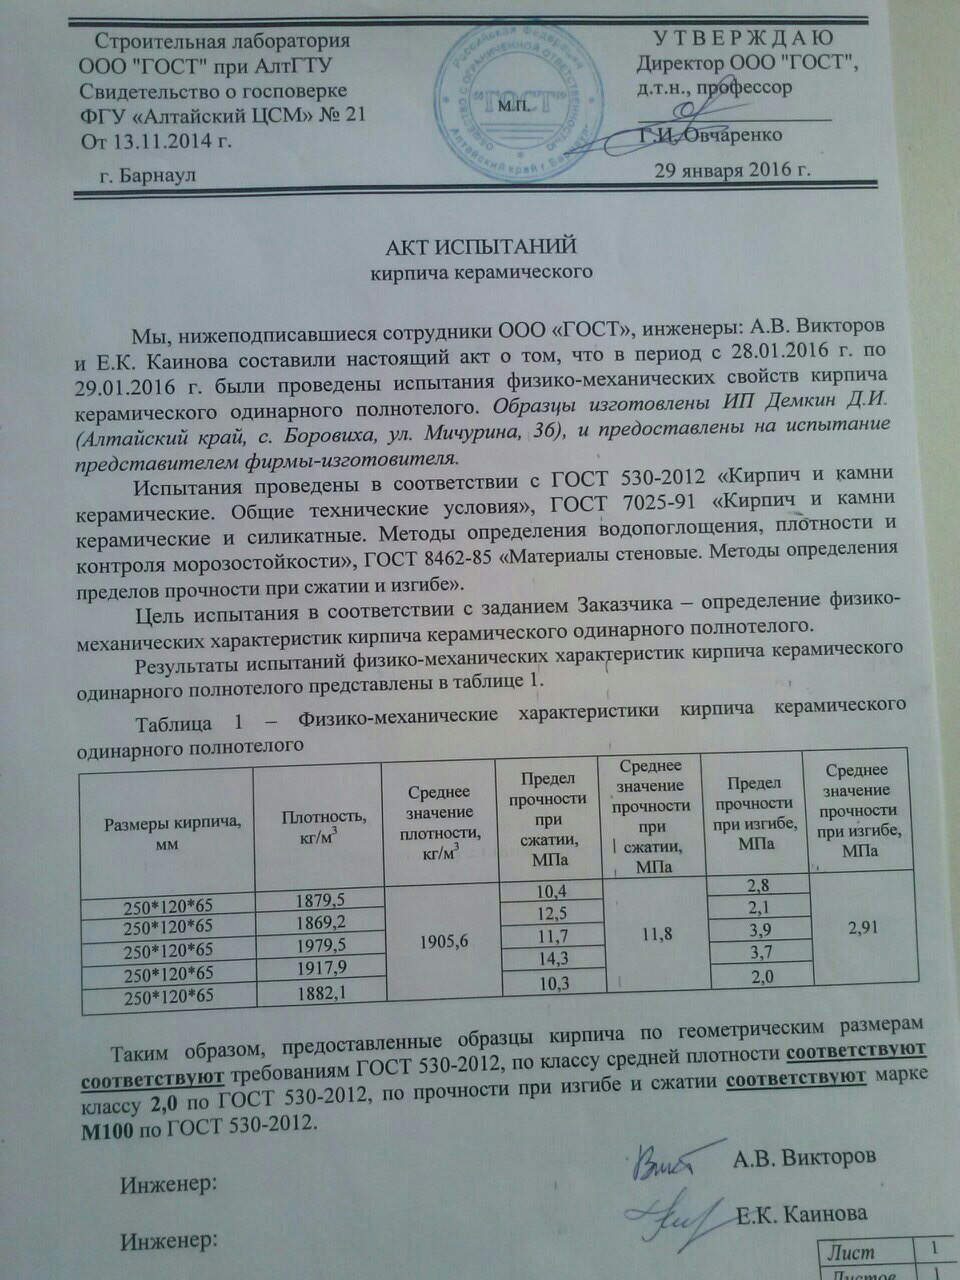 Строительная лаборатория
ООО "ГОСТ" при АлтГТУ
Свидетельство о госповерке
ФГУ «Алтайский ЦСМ» № 21
От 13.11.2014 г.
г. Барнаул
Российская Федерация
ОБЩЕСТВО С ОГРАНИЧЕННОЙ ОТВЕТСТВЕННОСТЬЮ
"ГОСТ"
М.П.
Алтайский край г. Барнаул
У Т В Е Р Ж Д А Ю
Директор ООО "ГОСТ",
д.т.н., профессор
Г.И. Овчаренко
29 января 2016 г.
АКТ ИСПЫТАНИЙ
кирпича керамического
Мы, нижеподписавшиеся сотрудники ООО «ГОСТ», инженеры: А.В. Викторов
и Е.К. Каинова составили настоящий акт о том, что в период с 28.01.2016 г. по
29.01.2016 г. были проведены испытания физико-механических свойств кирпича
керамического одинарного полнотелого. Образцы изготовлены ИП Демкин Д.И.
(Алтайский край, с. Боровиха, ул. Мичурина, 36), и предоставлены на испытание
представителем фирмы-изготовителя.
Испытания проведены в соответствии с ГОСТ 530-2012 «Кирпич и камни
керамические. Общие технические условия», ГОСТ 7025-91 «Кирпич и камни
керамические и силикатные. Методы определения водопоглощения, плотности и
контроля морозостойкости», ГОСТ 8462-85 «Материалы стеновые. Методы определения
пределов прочности при сжатии и изгибе».
Цель испытания в соответствии с заданием Заказчика – определение физико-
механических характеристик кирпича керамического одинарного полнотелого.
Результаты испытаний физико-механических характеристик кирпича керамического
одинарного полнотелого представлены в таблице 1.
Таблица 1 – Физико-механические характеристики кирпича керамического
одинарного полнотелого
Размеры кирпича, мм | Плотность, кг/м³ | Среднее значение плотности, кг/м³ | Предел прочности при сжатии, МПа | Среднее значение прочности при сжатии, МПа | Предел прочности при изгибе, МПа | Среднее значение прочности при изгибе, МПа
250*120*65 | 1879,5 | 1905,6 | 10,4 | 11,8 | 2,8 | 2,91
250*120*65 | 1869,2 | 12,5 | 2,1
250*120*65 | 1979,5 | 11,7 | 3,9
250*120*65 | 1917,9 | 14,3 | 3,7
250*120*65 | 1882,1 | 10,3 | 2,0
Таким образом, предоставленные образцы кирпича по геометрическим размерам
соответствуют требованиям ГОСТ 530-2012, по классу средней плотности соответствуют
классу 2,0 по ГОСТ 530-2012, по прочности при изгибе и сжатии соответствуют марке
М100 по ГОСТ 530-2012.
Инженер: А.В. Викторов
Инженер: Е.К. Каинова
Лист 1
Листов 1